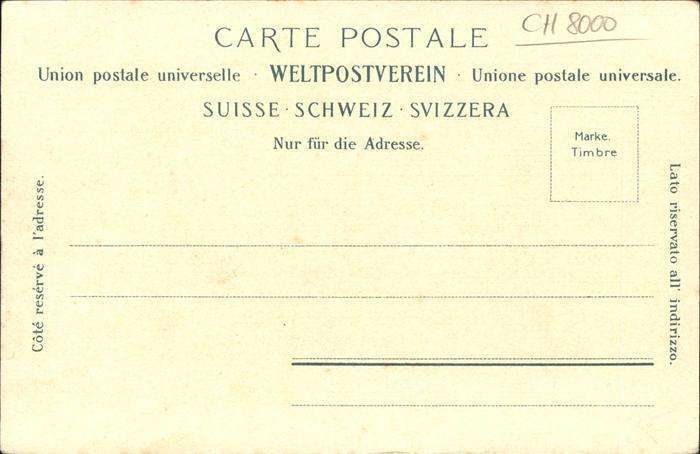 CARTE POSTALE
CH 8000
Union postale universelle · WELTPOSTVEREIN · Unione postale universale.
SUISSE · SCHWEIZ · SVIZZERA
Nur für die Adresse.
Marke.
Timbre
Côté resérvé à l'adresse.
Lato riservato all' indirizzo.